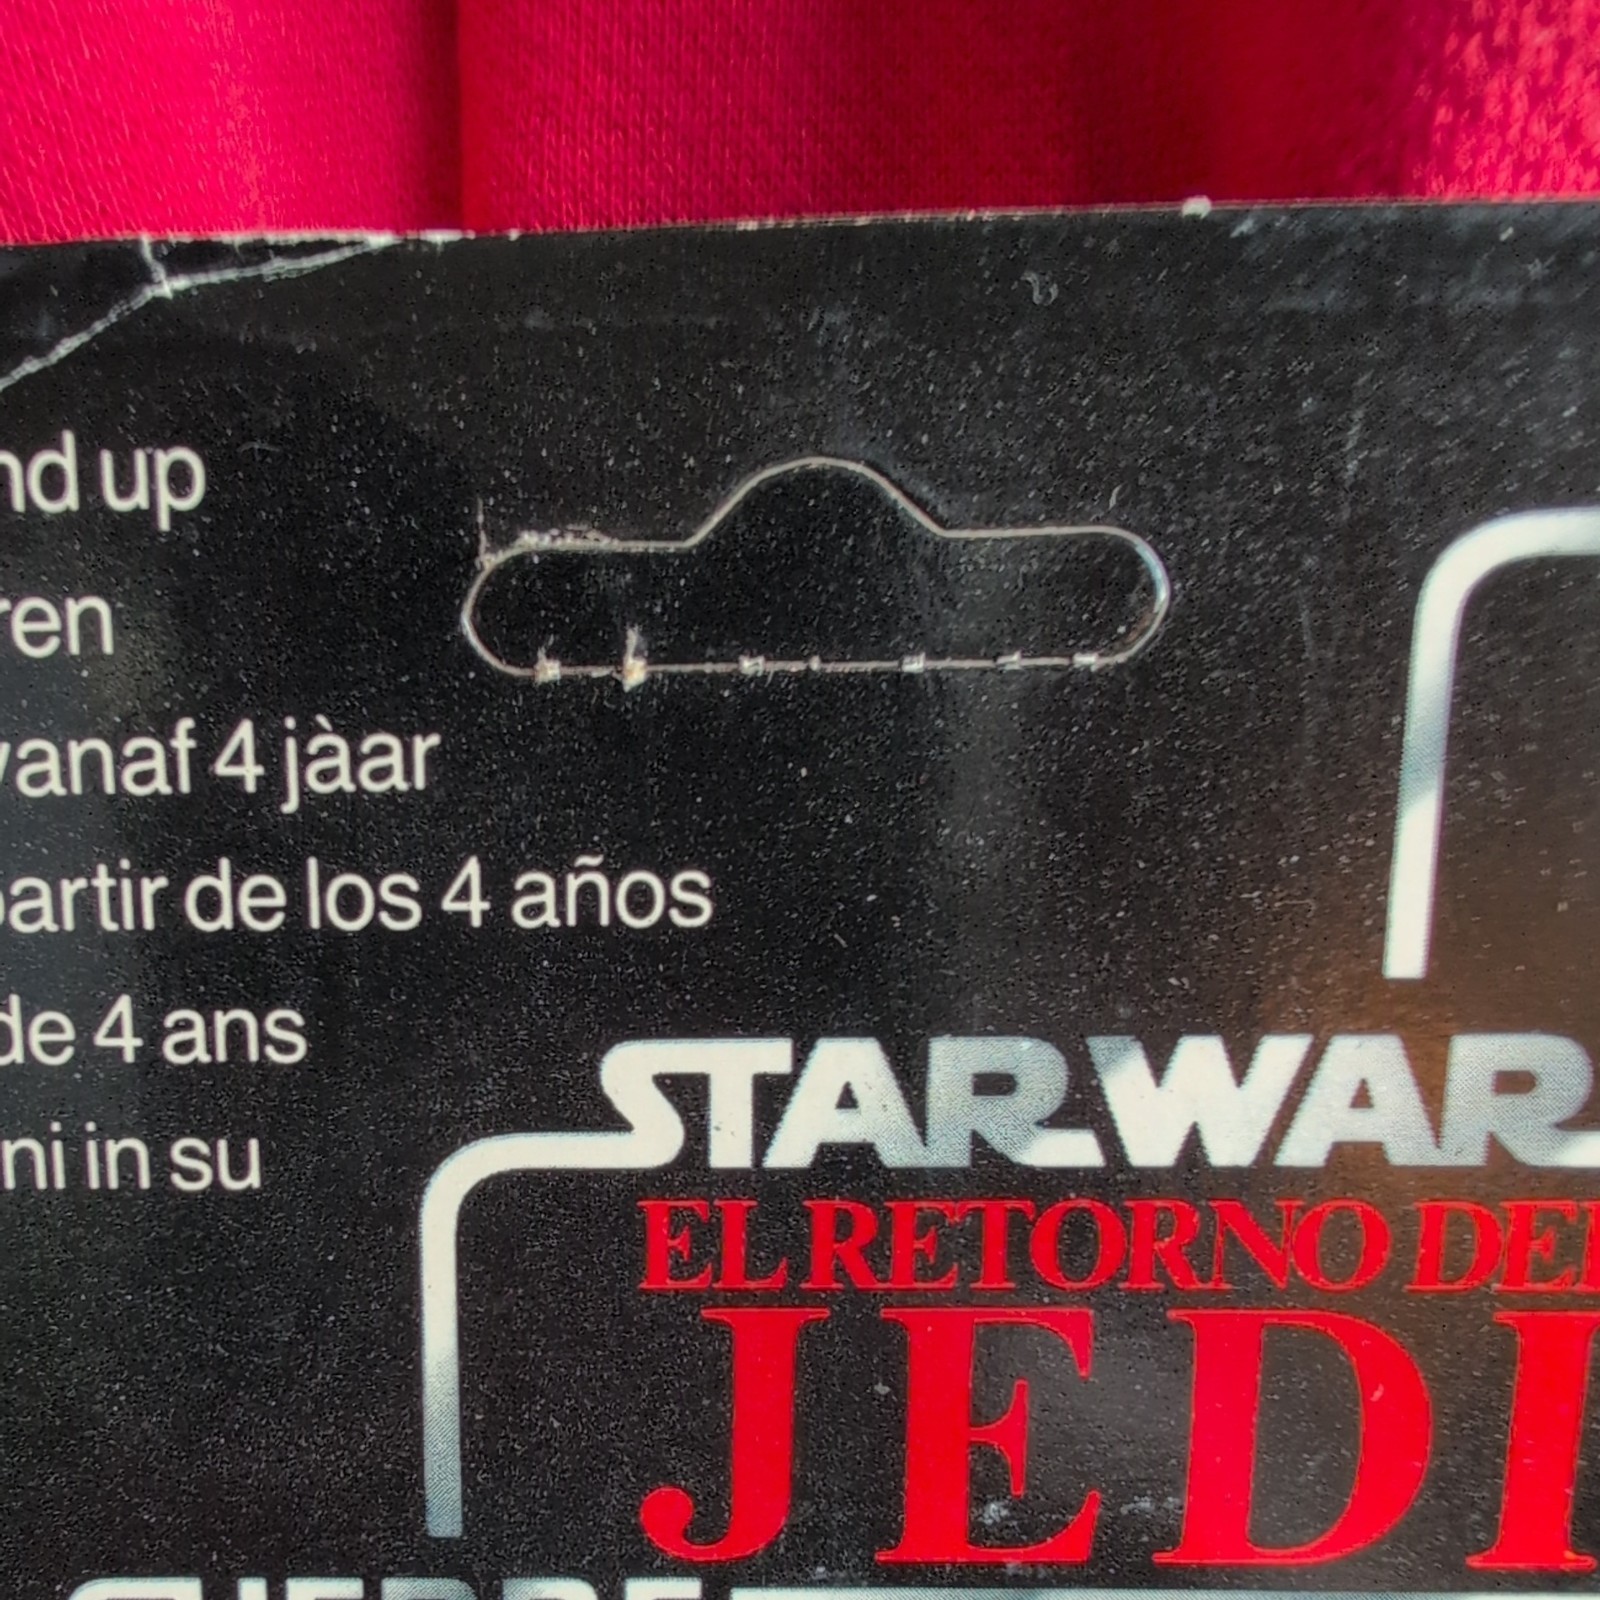 nd up
ren
vanaf 4 jàar
partir de los 4 años
de 4 ans
ni in su
STAR WAR
EL RETORNO DEL
JEDI